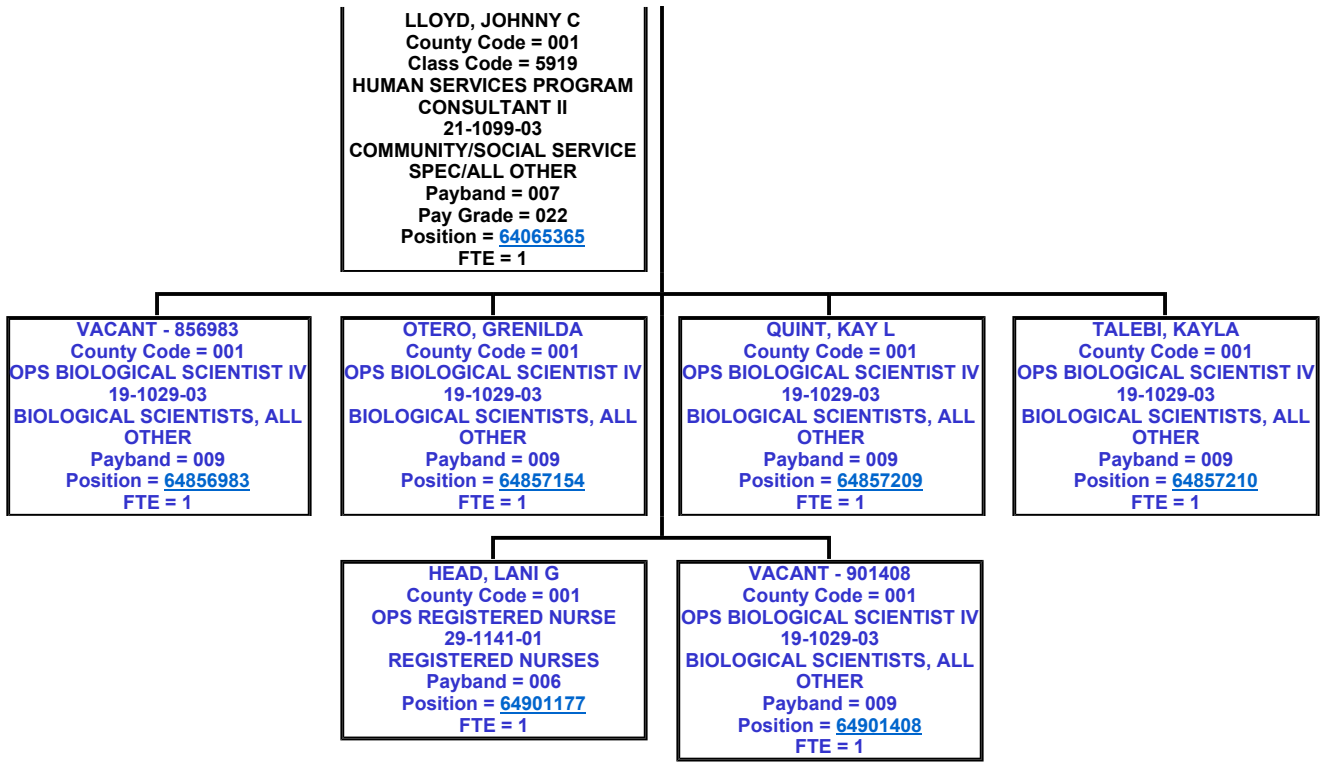 LLOYD, JOHNNY C
County Code = 001
Class Code = 5919
HUMAN SERVICES PROGRAM
CONSULTANT II
21-1099-03
COMMUNITY/SOCIAL SERVICE
SPEC/ALL OTHER
Payband = 007
Pay Grade = 022
Position = 64065365
FTE = 1
VACANT - 856983
County Code = 001
OPS BIOLOGICAL SCIENTIST IV
19-1029-03
BIOLOGICAL SCIENTISTS, ALL
OTHER
Payband = 009
Position = 64856983
FTE = 1
OTERO, GRENILDA
County Code = 001
OPS BIOLOGICAL SCIENTIST IV
19-1029-03
BIOLOGICAL SCIENTISTS, ALL
OTHER
Payband = 009
Position = 64857154
FTE = 1
QUINT, KAY L
County Code = 001
OPS BIOLOGICAL SCIENTIST IV
19-1029-03
BIOLOGICAL SCIENTISTS, ALL
OTHER
Payband = 009
Position = 64857209
FTE = 1
TALEBI, KAYLA
County Code = 001
OPS BIOLOGICAL SCIENTIST IV
19-1029-03
BIOLOGICAL SCIENTISTS, ALL
OTHER
Payband = 009
Position = 64857210
FTE = 1
HEAD, LANI G
County Code = 001
OPS REGISTERED NURSE
29-1141-01
REGISTERED NURSES
Payband = 006
Position = 64901177
FTE = 1
VACANT - 901408
County Code = 001
OPS BIOLOGICAL SCIENTIST IV
19-1029-03
BIOLOGICAL SCIENTISTS, ALL
OTHER
Payband = 009
Position = 64901408
FTE = 1